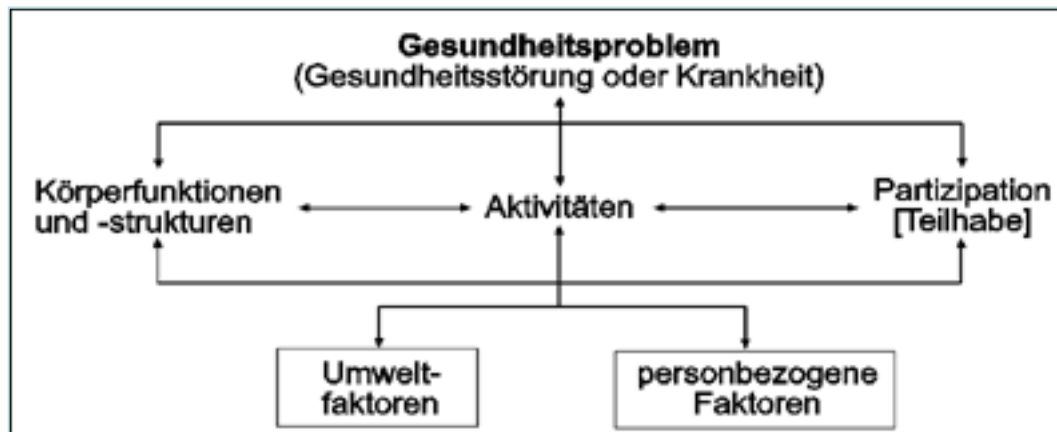 Gesundheitsproblem
(Gesundheitsstörung oder Krankheit)
Körperfunktionen
und -strukturen
Aktivitäten
Partizipation
[Teilhabe]
Umwelt-
faktoren
personbezogene
Faktoren